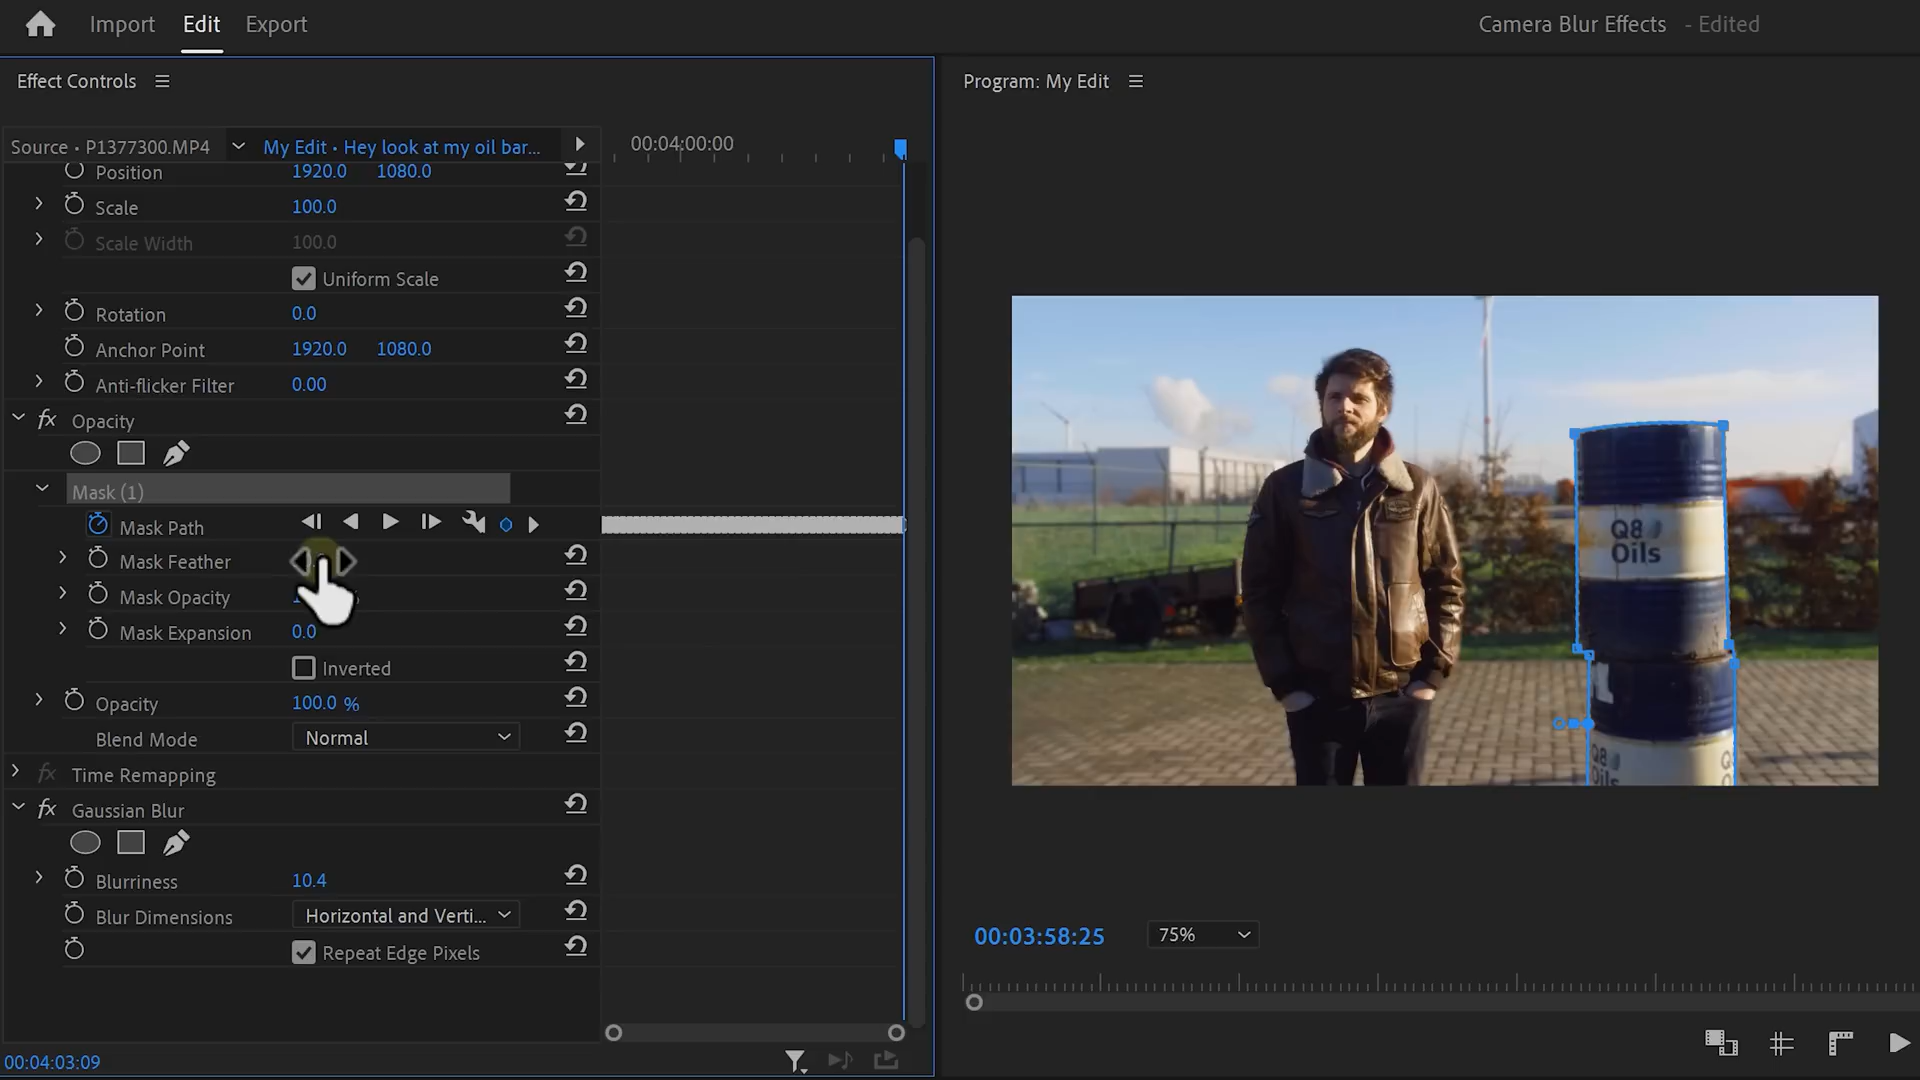 Import Edit Export
Camera Blur Effects - Edited
Effect Controls
Program: My Edit
Source • P1377300.MP4
My Edit • Hey look at my oil bar...
00:04:00:00
Position 1920.0 1080.0
Scale 100.0
Scale Width 100.0
Uniform Scale
Rotation 0.0
Anchor Point 1920.0 1080.0
Anti-flicker Filter 0.00
fx Opacity
Mask (1)
Mask Path
Mask Feather
Mask Opacity
Mask Expansion 0.0
Inverted
Opacity 100.0 %
Blend Mode Normal
fx Time Remapping
fx Gaussian Blur
Blurriness 10.4
Blur Dimensions Horizontal and Verti...
Repeat Edge Pixels
00:04:03:09
Q8
Oils
Q8
Oils
00:03:58:25
75%